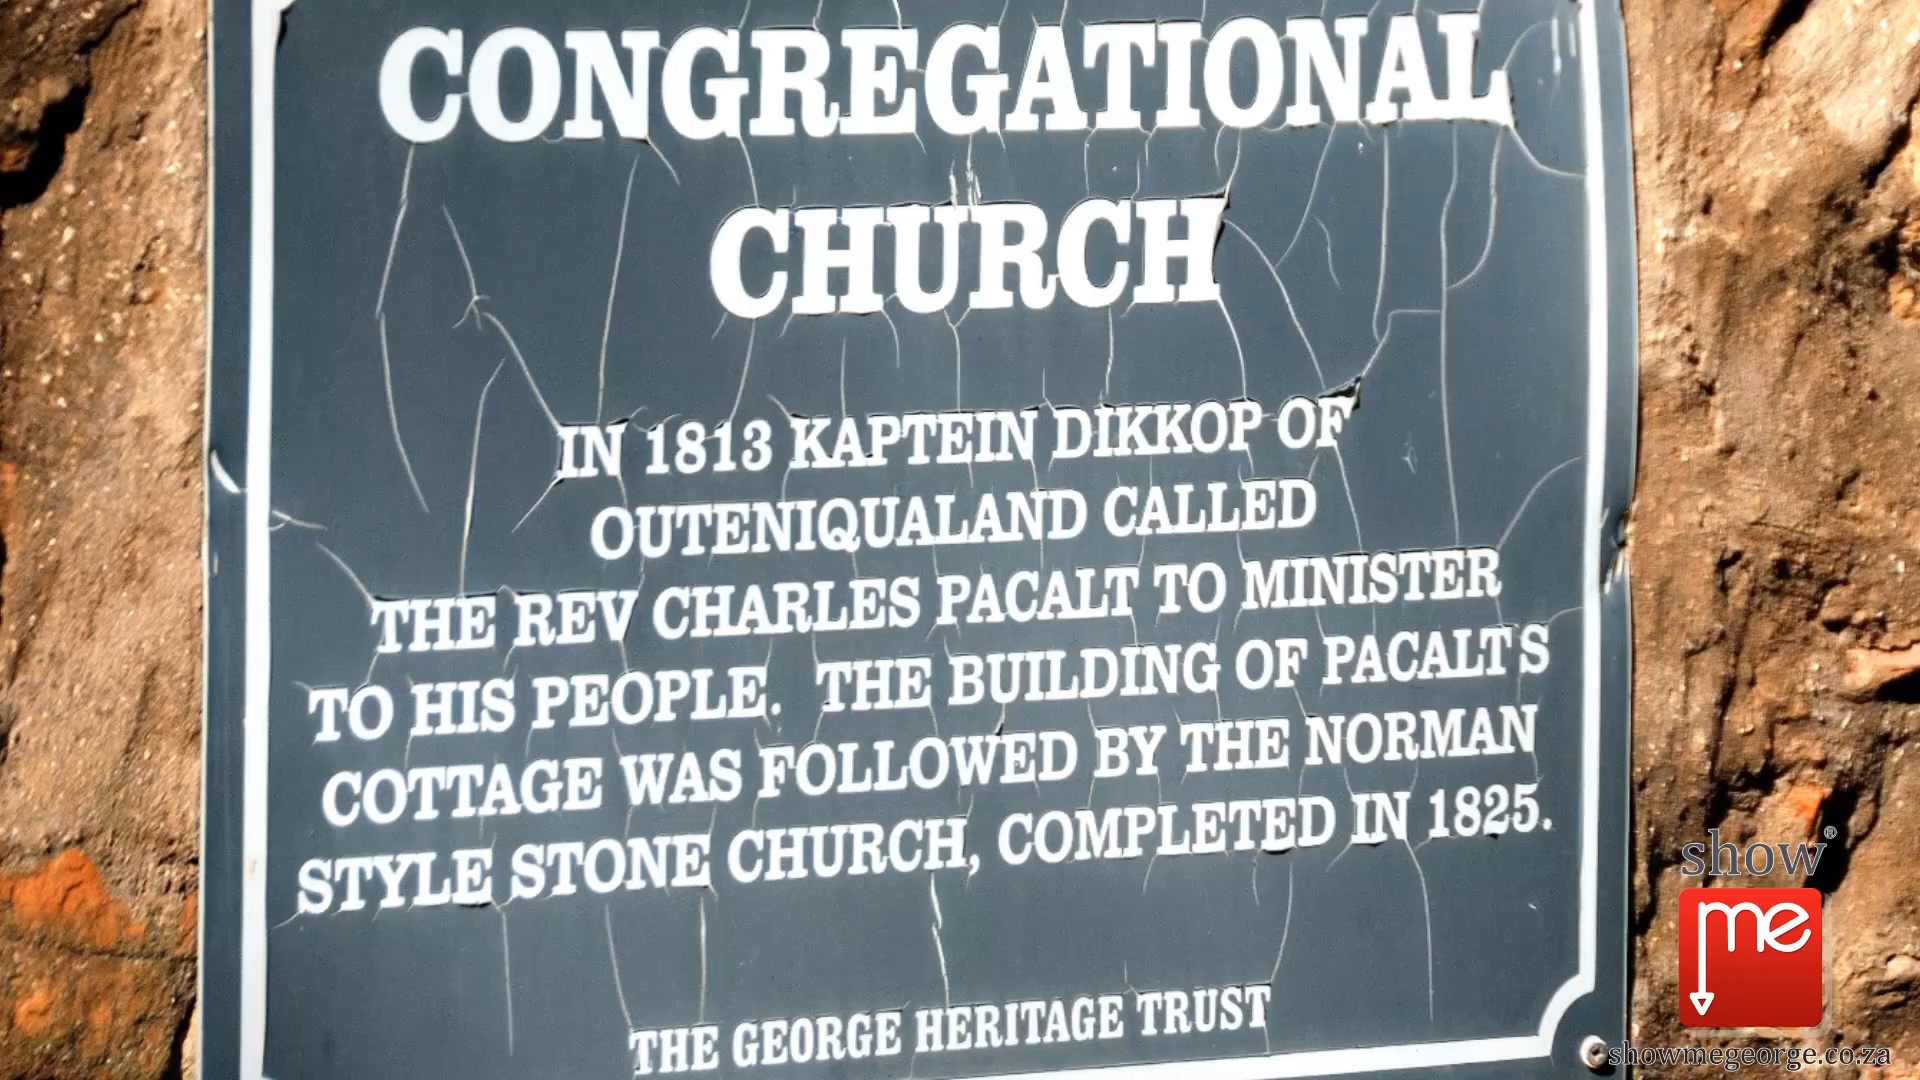 CONGREGATIONAL
CHURCH
IN 1813 KAPTEIN DIKKOP OF
OUTENIQUALAND CALLED
THE REV CHARLES PACALT TO MINISTER
TO HIS PEOPLE. THE BUILDING OF PACALT'S
COTTAGE WAS FOLLOWED BY THE NORMAN
STYLE STONE CHURCH, COMPLETED IN 1825.
THE GEORGE HERITAGE TRUST
show®
me
showmegeorge.co.za